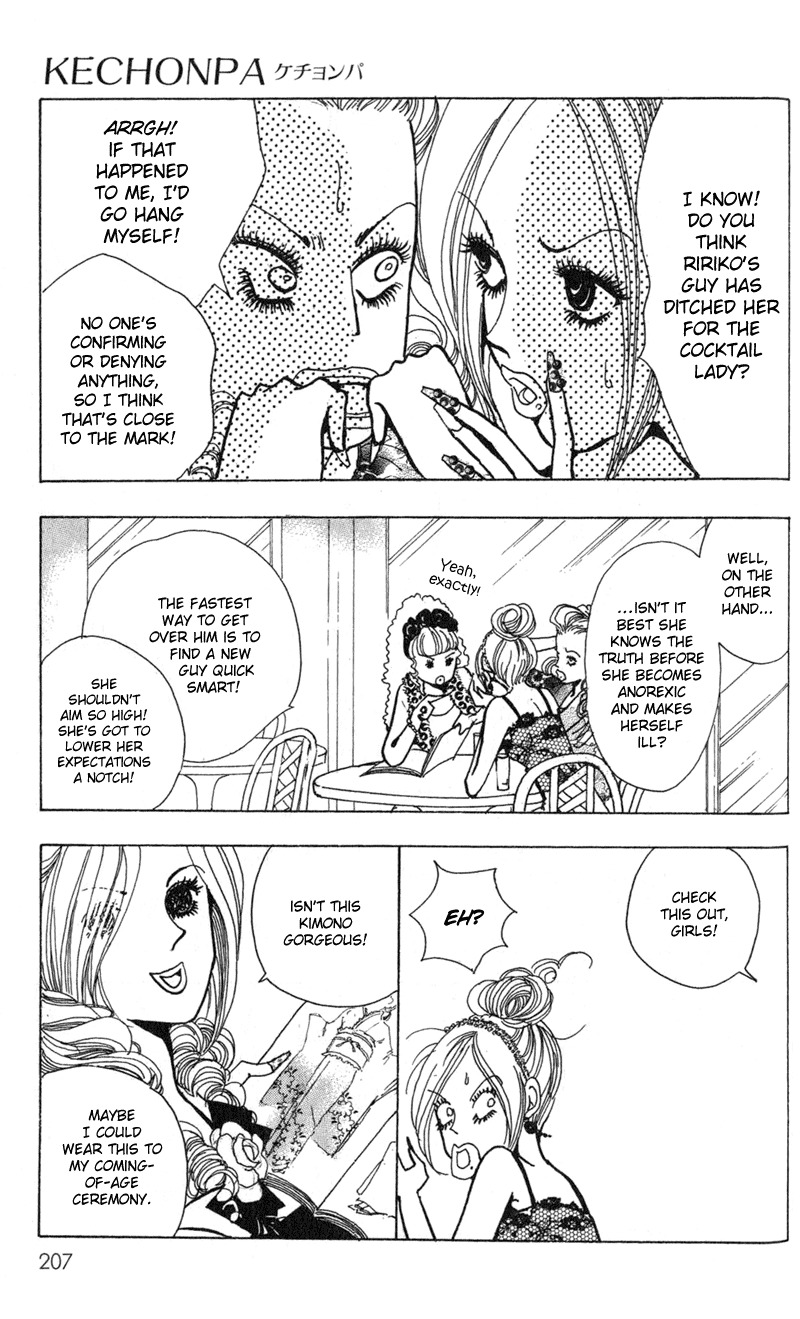 KECHONPA ケチョンパ
I KNOW!
DO YOU
THINK
RIRIKO'S
GUY HAS
DITCHED HER
FOR THE
COCKTAIL
LADY?
ARRGH!
IF THAT
HAPPENED
TO ME, I'D
GO HANG
MYSELF!
NO ONE'S
CONFIRMING
OR DENYING
ANYTHING,
SO I THINK
THAT'S CLOSE
TO THE MARK!
WELL,
ON THE
OTHER
HAND...
...ISN'T IT
BEST SHE
KNOWS THE
TRUTH BEFORE
SHE BECOMES
ANOREXIC
AND MAKES
HERSELF
ILL?
Yeah,
exactly!
THE FASTEST
WAY TO GET
OVER HIM IS TO
FIND A NEW
GUY QUICK
SMART!
SHE
SHOULDN'T
AIM SO HIGH!
SHE'S GOT TO
LOWER HER
EXPECTATIONS
A NOTCH!
CHECK
THIS OUT,
GIRLS!
EH?
ISN'T THIS
KIMONO
GORGEOUS!
MAYBE
I COULD
WEAR THIS TO
MY COMING-
OF-AGE
CEREMONY.
207